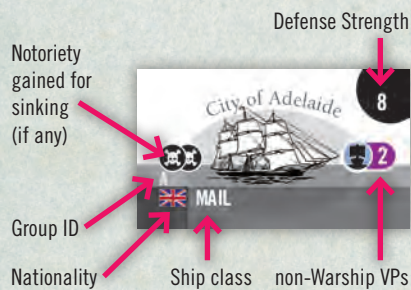 Defense Strength
Notoriety
gained for
sinking
(if any)
City of Adelaide
8
2
A
MAIL
Group ID
Nationality
Ship class
non-Warship VPs